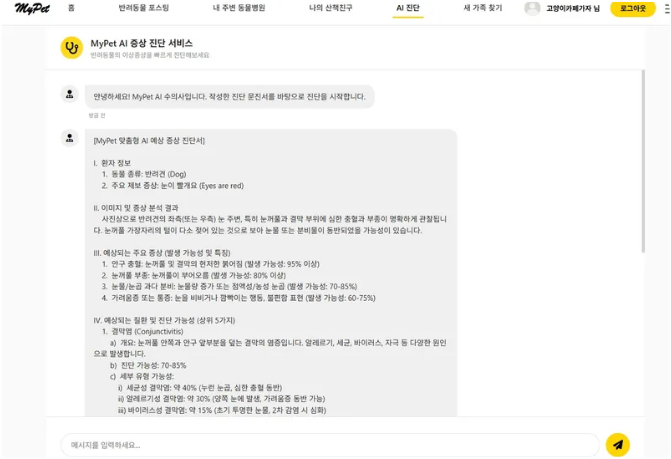 MyPet 홈 반려동물 포스팅 내 주변 동물병원 나의 산책친구 AI 진단 새 가족 찾기 고양이카페가자 님 로그아웃
MyPet AI 증상 진단 서비스
반려동물의 이상증상을 빠르게 진단해보세요
안녕하세요! MyPet AI 수의사입니다. 작성한 진단 문진서를 바탕으로 진단을 시작합니다.
방금 전
[MyPet 맞춤형 AI 예상 증상 진단서]
I. 환자 정보
1. 동물 종류: 반려견 (Dog)
2. 주요 제보 증상: 눈이 빨개요 (Eyes are red)
II. 이미지 및 증상 분석 결과
사진상으로 반려견의 좌측(또는 우측) 눈 주변, 특히 눈꺼풀과 결막 부위에 심한 충혈과 부종이 명확하게 관찰됩니
다. 눈꺼풀 가장자리의 털이 다소 젖어 있는 것으로 보아 눈물 또는 분비물이 동반되었을 가능성이 있습니다.
III. 예상되는 주요 증상 (발생 가능성 및 특징)
1. 안구 충혈: 눈꺼풀 및 결막의 현저한 붉어짐 (발생 가능성: 95% 이상)
2. 눈꺼풀 부종: 눈꺼풀이 부어오름 (발생 가능성: 80% 이상)
3. 눈물/눈곱 과다 분비: 눈물량 증가 또는 점액성/농성 눈곱 (발생 가능성: 70-85%)
4. 가려움증 또는 통증: 눈을 비비거나 깜빡이는 행동, 불편함 표현 (발생 가능성: 60-75%)
IV. 예상되는 질환 및 진단 가능성 (상위 5가지)
1. 결막염 (Conjunctivitis)
a) 개요: 눈꺼풀 안쪽과 안구 앞부분을 덮는 결막의 염증입니다. 알레르기, 세균, 바이러스, 자극 등 다양한 원인
으로 발생합니다.
b) 진단 가능성: 70-85%
c) 세부 유형 가능성:
i) 세균성 결막염: 약 40% (누런 눈곱, 심한 충혈 동반)
ii) 알레르기성 결막염: 약 30% (양쪽 눈에 발생, 가려움증 동반 가능)
iii) 바이러스성 결막염: 약 15% (초기 투명한 눈물, 2차 감염 시 심화)
메시지를 입력하세요...